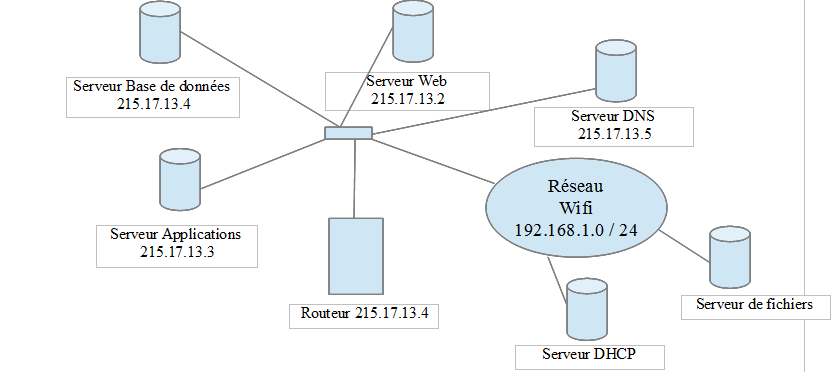 Serveur Base de données
215.17.13.4
Serveur Web
215.17.13.2
Serveur DNS
215.17.13.5
Réseau
Wifi
192.168.1.0 / 24
Serveur Applications
215.17.13.3
Routeur 215.17.13.4
Serveur de fichiers
Serveur DHCP